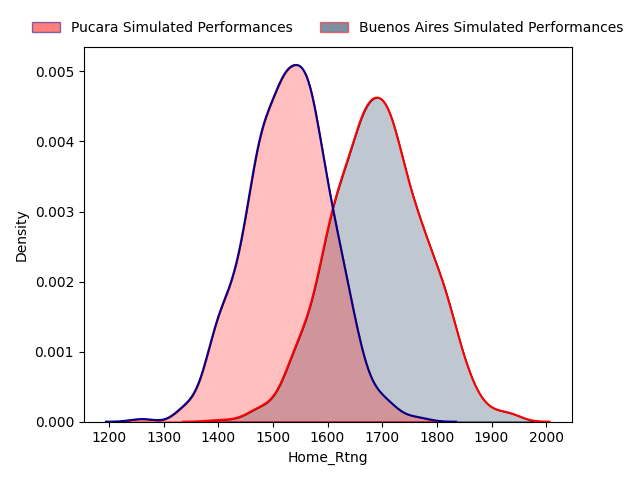 Pucara Simulated Performances Buenos Aires Simulated Performances
0.005
0.004
0.003
0.002
0.001
0.000
Density
1200 1300 1400 1500 1600 1700 1800 1900 2000
Home_Rtng